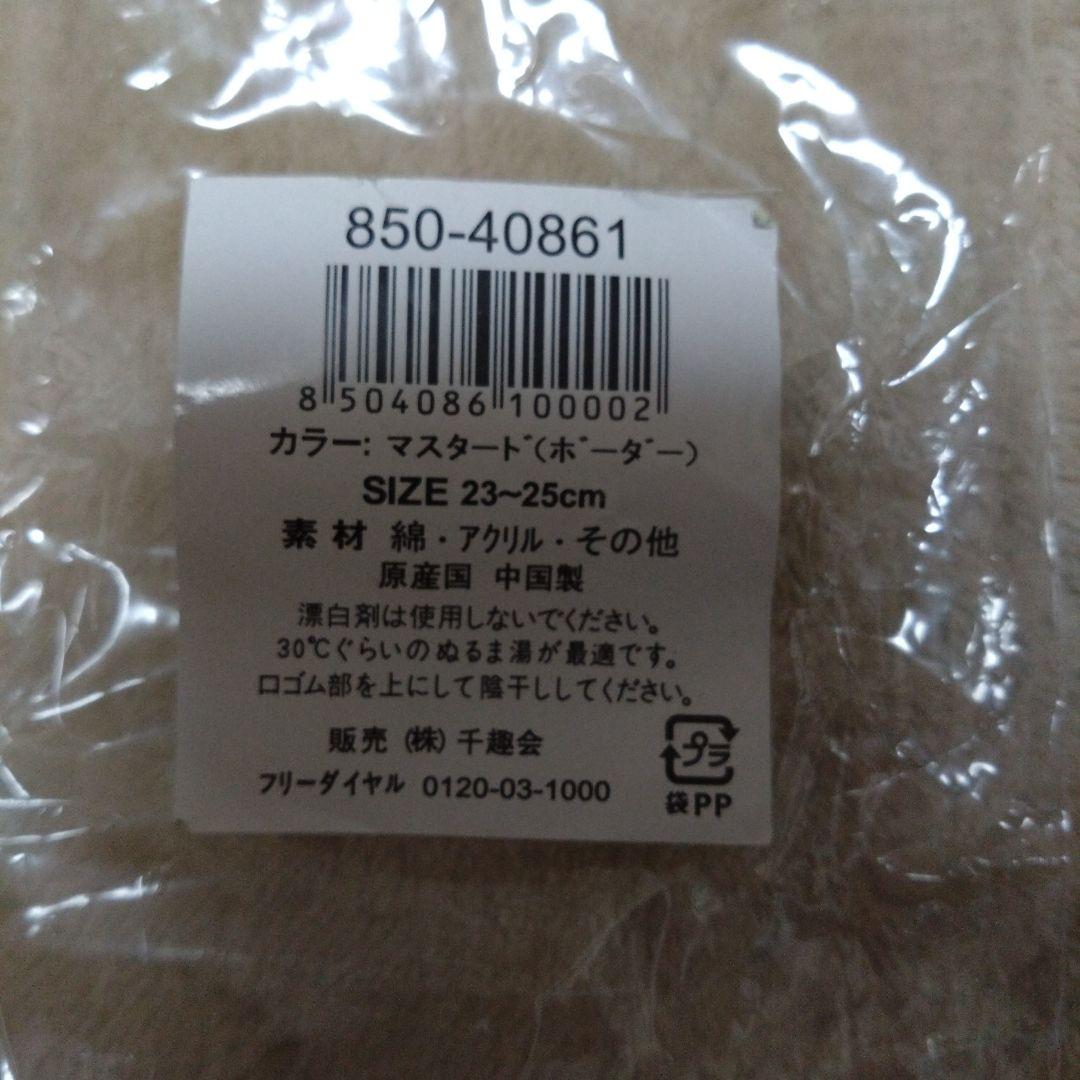 850-40861
8 504086 100002
カラー: マスタード(ボーダー)
SIZE 23~25cm
素材 綿・アクリル・その他
原産国 中国製
漂白剤は使用しないでください。
30℃ぐらいのぬるま湯が最適です。
口ゴム部を上にして陰干ししてください。
販売 (株)千趣会
フリーダイヤル 0120-03-1000
プラ
袋PP